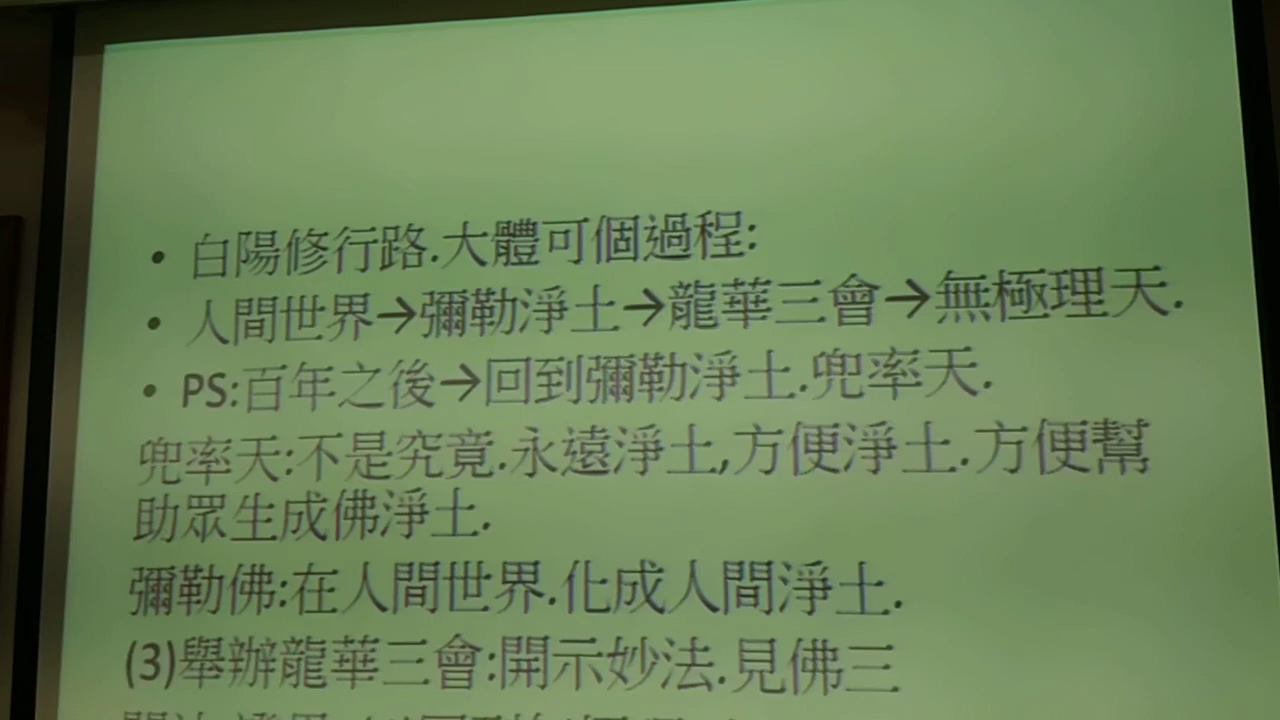 • 白陽修行路.大體可個過程:
• 人間世界→彌勒淨土→龍華三會→無極理天.
• PS:百年之後→回到彌勒淨土.兜率天.
兜率天:不是究竟.永遠淨土,方便淨土.方便幫
助眾生成佛淨土.
彌勒佛:在人間世界.化成人間淨土.
(3)舉辦龍華三會:開示妙法.見佛三